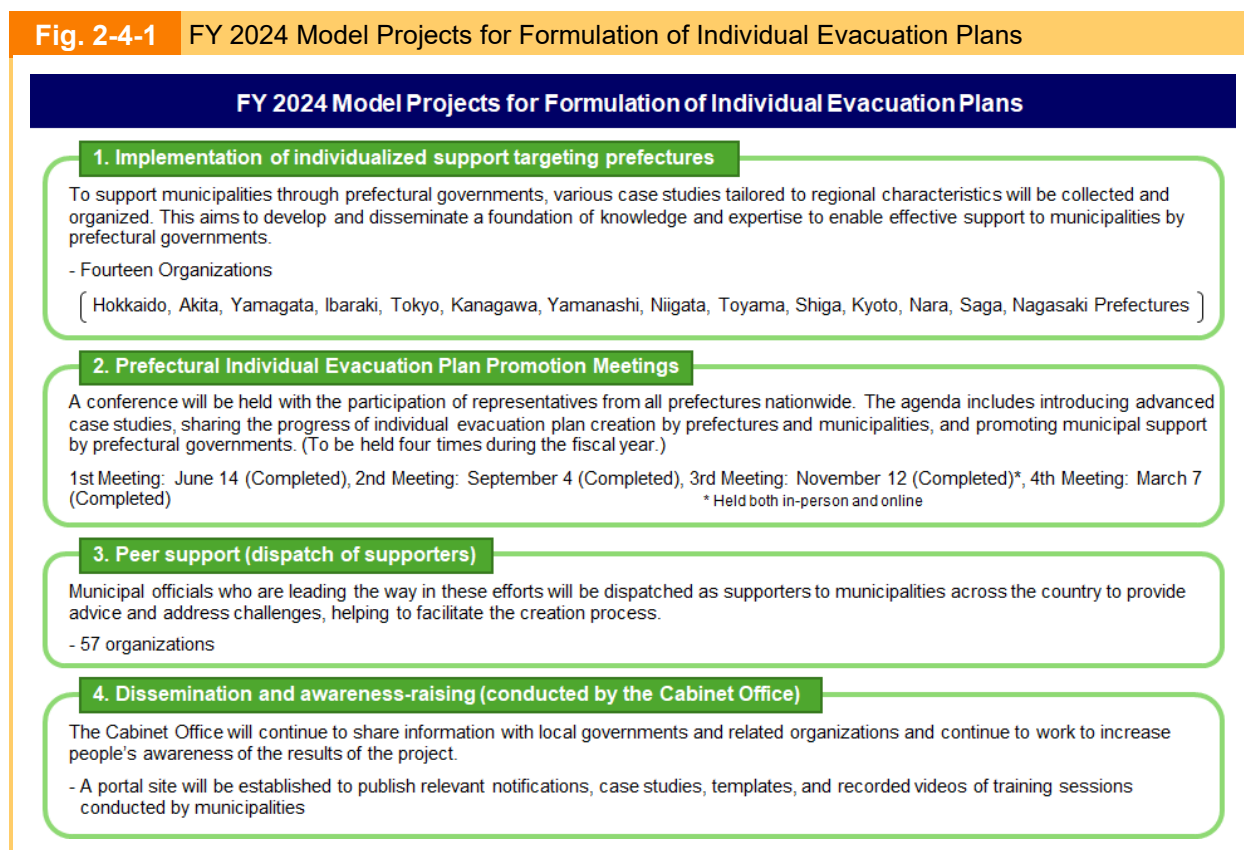 Fig. 2-4-1 FY 2024 Model Projects for Formulation of Individual Evacuation Plans
FY 2024 Model Projects for Formulation of Individual Evacuation Plans
1. Implementation of individualized support targeting prefectures
To support municipalities through prefectural governments, various case studies tailored to regional characteristics will be collected and
organized. This aims to develop and disseminate a foundation of knowledge and expertise to enable effective support to municipalities by
prefectural governments.
- Fourteen Organizations
[Hokkaido, Akita, Yamagata, Ibaraki, Tokyo, Kanagawa, Yamanashi, Niigata, Toyama, Shiga, Kyoto, Nara, Saga, Nagasaki Prefectures]
2. Prefectural Individual Evacuation Plan Promotion Meetings
A conference will be held with the participation of representatives from all prefectures nationwide. The agenda includes introducing advanced
case studies, sharing the progress of individual evacuation plan creation by prefectures and municipalities, and promoting municipal support
by prefectural governments. (To be held four times during the fiscal year.)
1st Meeting: June 14 (Completed), 2nd Meeting: September 4 (Completed), 3rd Meeting: November 12 (Completed)*, 4th Meeting: March 7
(Completed) * Held both in-person and online
3. Peer support (dispatch of supporters)
Municipal officials who are leading the way in these efforts will be dispatched as supporters to municipalities across the country to provide
advice and address challenges, helping to facilitate the creation process.
- 57 organizations
4. Dissemination and awareness-raising (conducted by the Cabinet Office)
The Cabinet Office will continue to share information with local governments and related organizations and continue to work to increase
people's awareness of the results of the project.
- A portal site will be established to publish relevant notifications, case studies, templates, and recorded videos of training sessions
conducted by municipalities